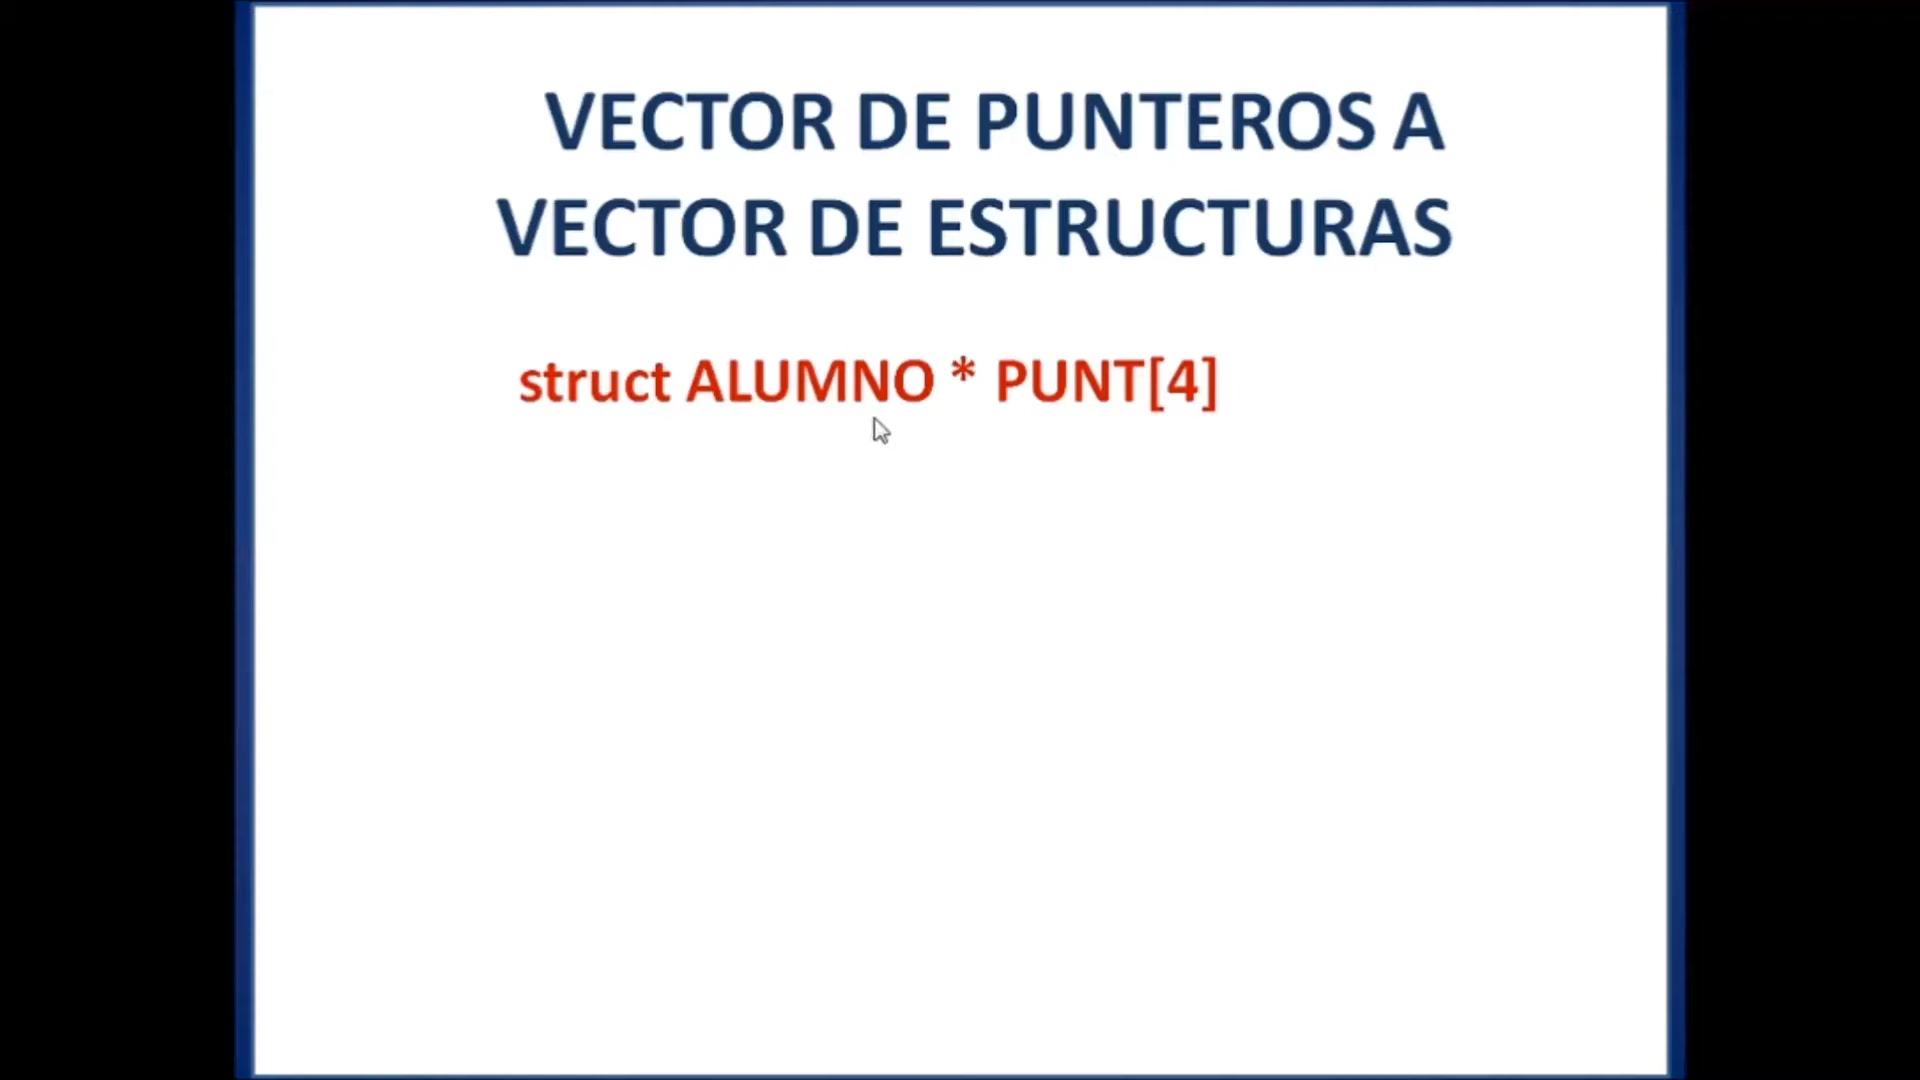 VECTOR DE PUNTEROS A
VECTOR DE ESTRUCTURAS
struct ALUMNO * PUNT[4]